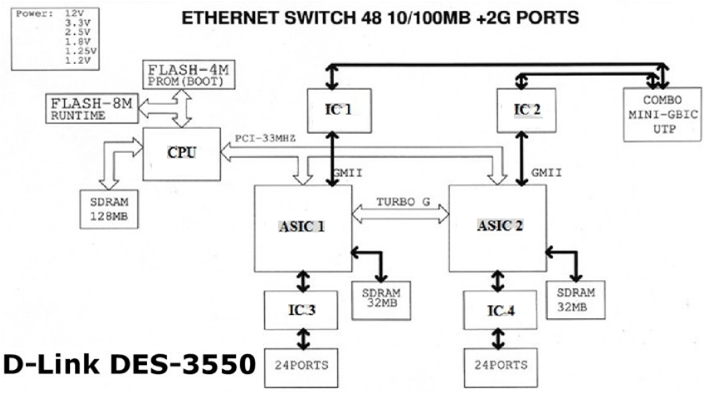 ETHERNET SWITCH 48 10/100MB +2G PORTS
Power: 12V
3.3V
2.5V
1.8V
1.25V
1.2V
FLASH-4M
PROM(BOOT)
FLASH-8M
RUNTIME
IC 1
IC 2
COMBO
MINI-GBIC
UTP
CPU
PCI-33MHZ
GMII
GMII
SDRAM
128MB
ASIC 1
TURBO G
ASIC 2
SDRAM
32MB
SDRAM
32MB
IC 3
IC 4
24PORTS
24PORTS
D-Link DES-3550